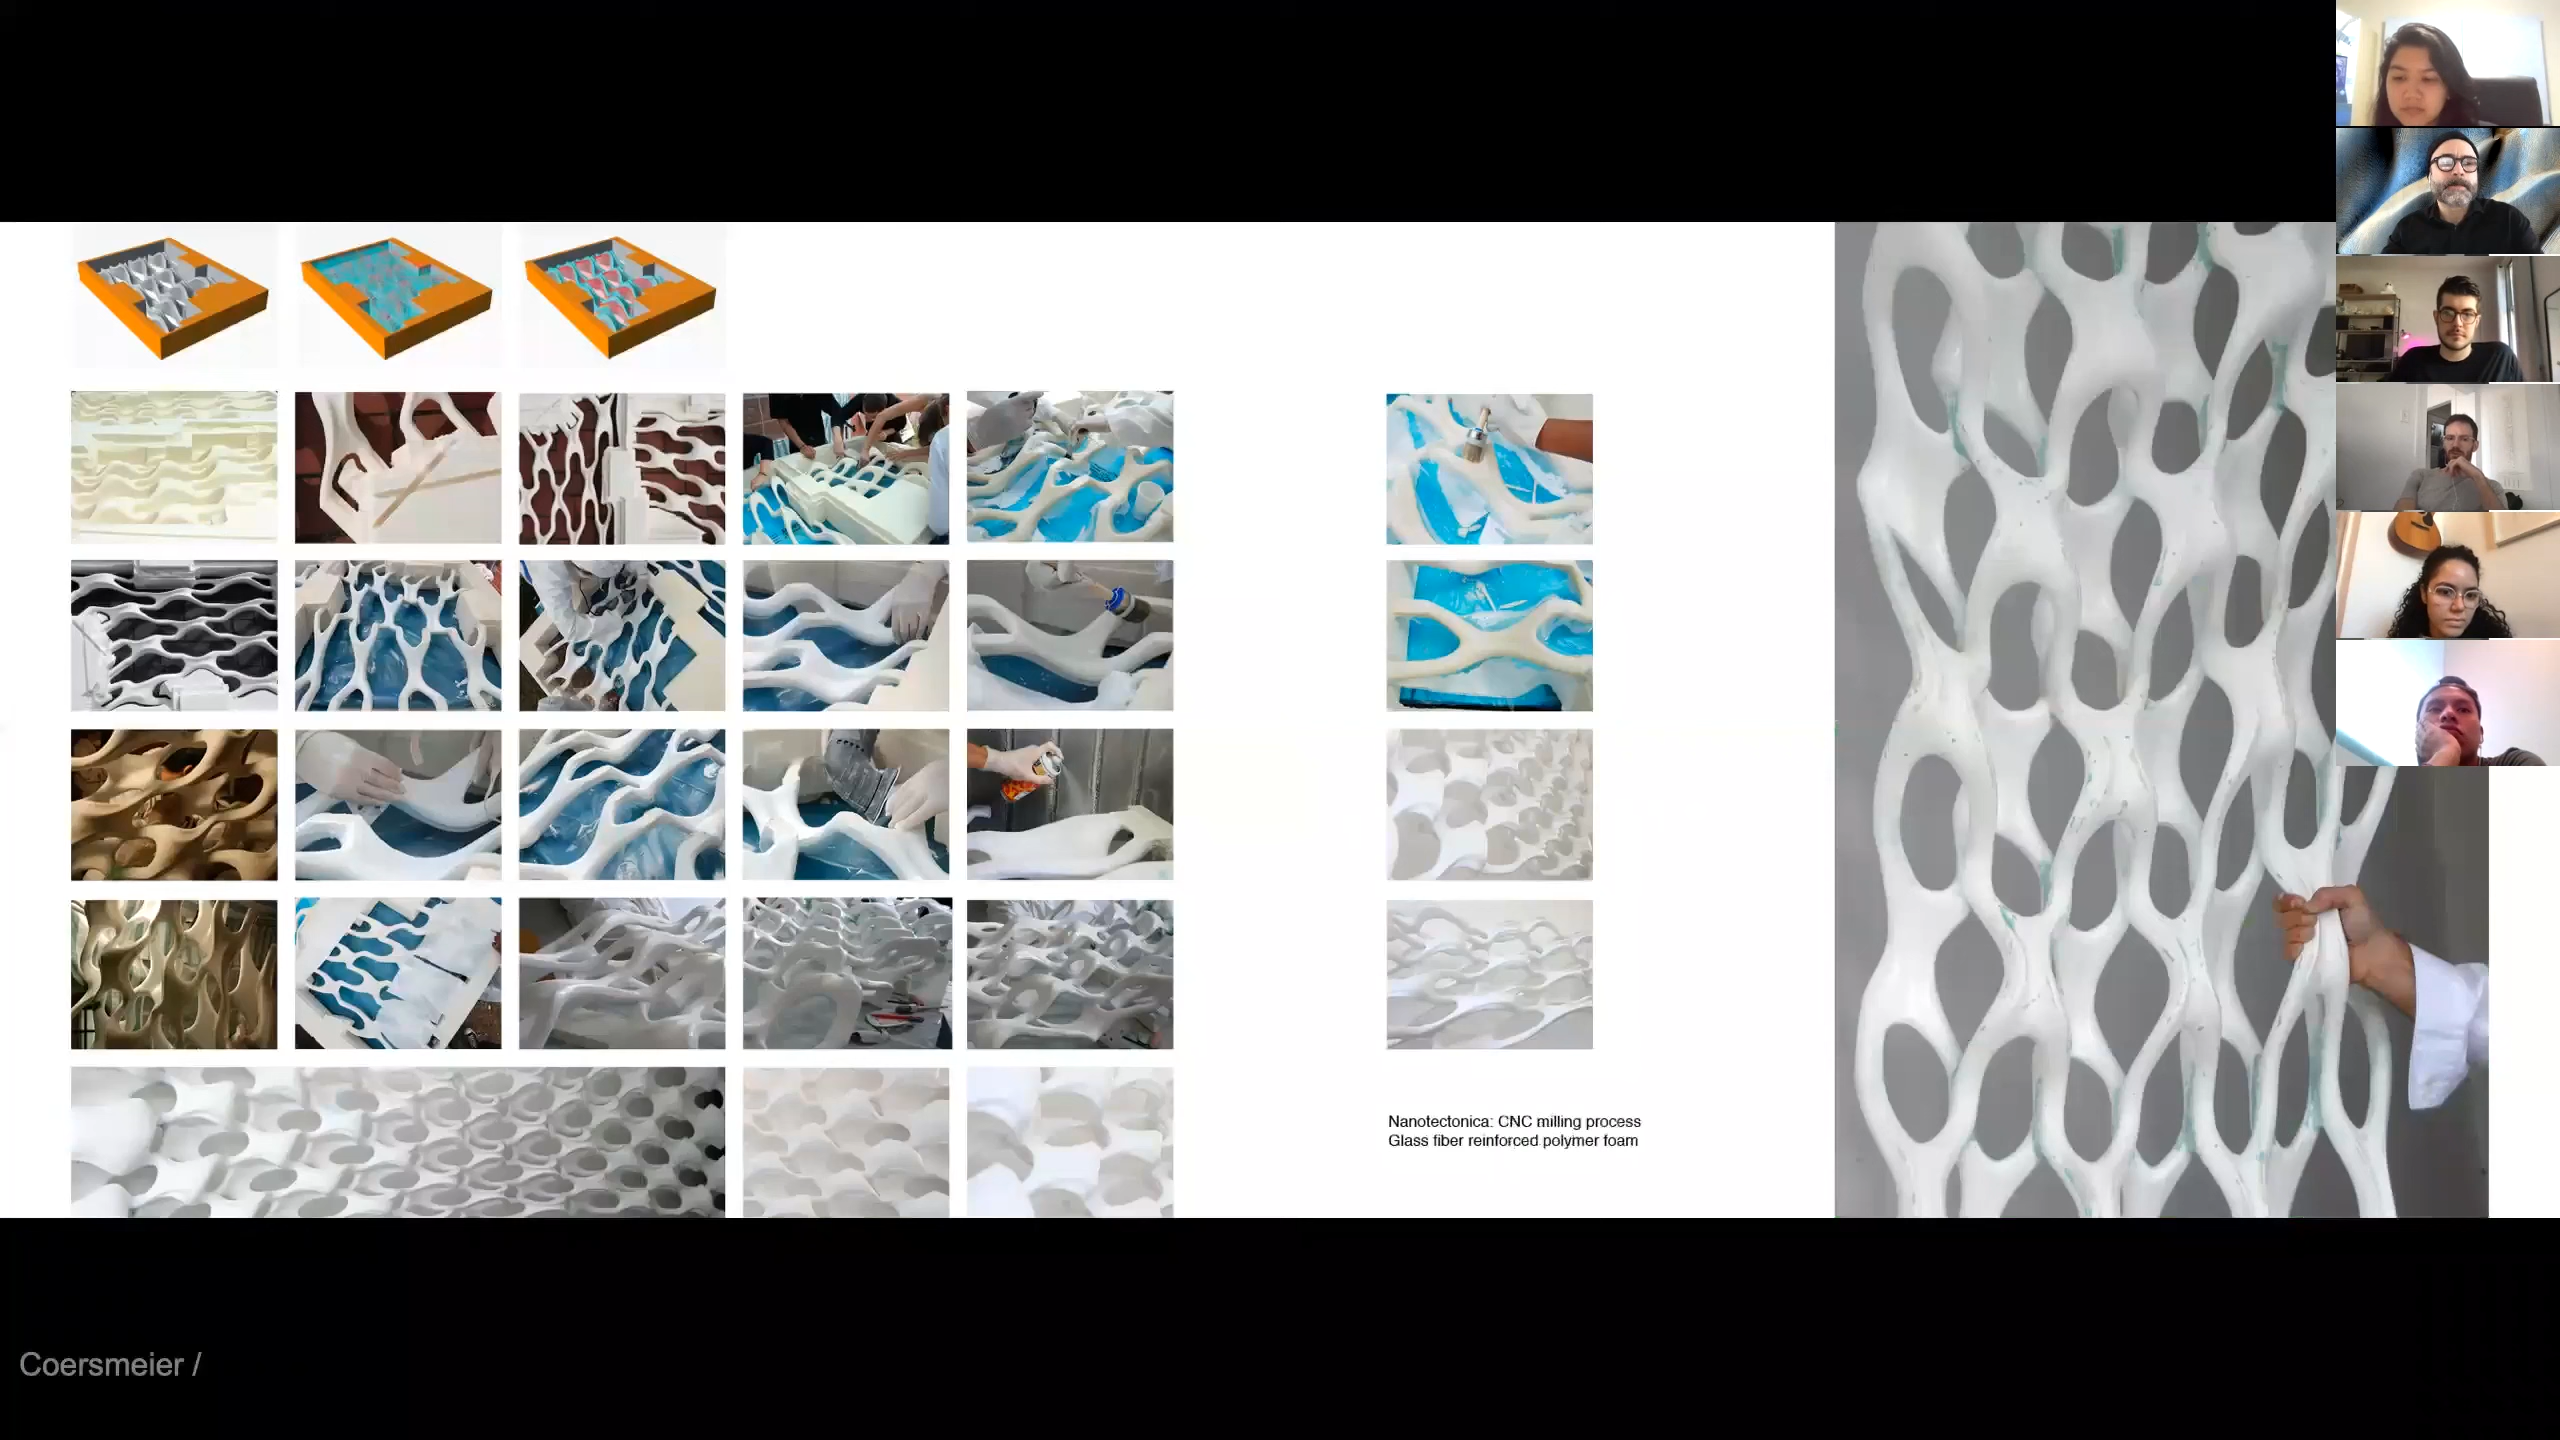 Nanotectonica: CNC milling process
Glass fiber reinforced polymer foam
Coersmeier /